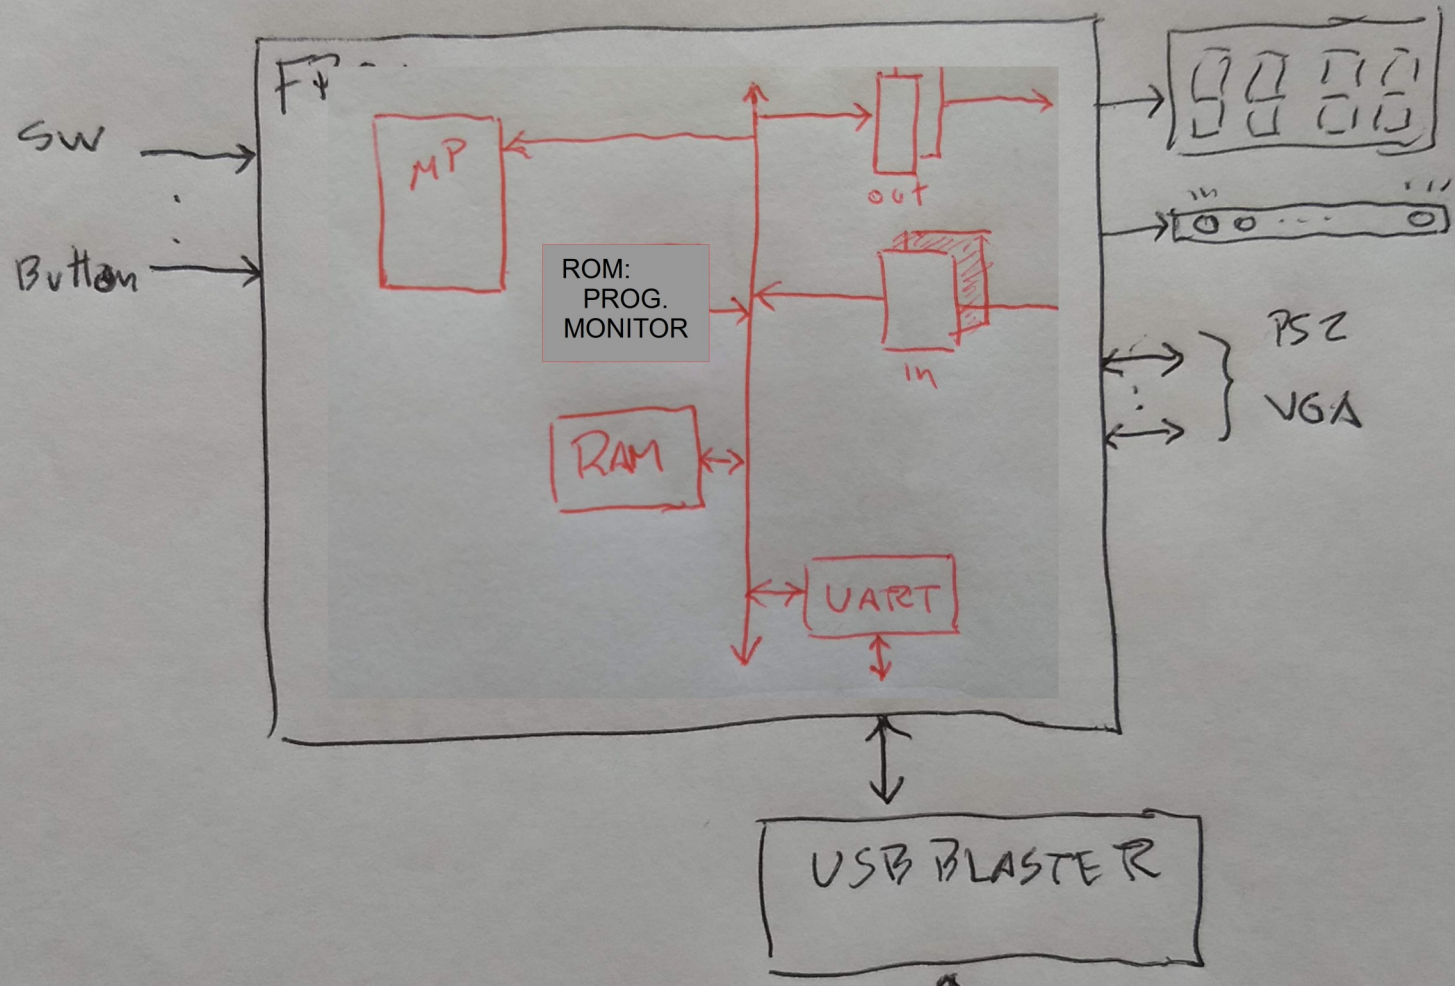 SW
Button
MP
out
ROM:
PROG.
MONITOR
in
RAM
UART
PS2
VGA
USB BLASTER